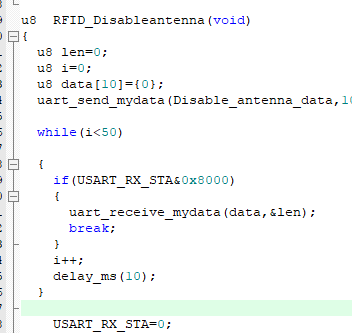 u8  RFID_Disableantenna(void)
{
u8 len=0;
u8 i=0;
u8 data[10]={0};
uart_send_mydata(Disable_antenna_data,10
while(i<50)
{
if(USART_RX_STA&0x8000)
{
uart_receive_mydata(data,&len);
break;
}
i++;
delay_ms(10);
}
USART_RX_STA=0;